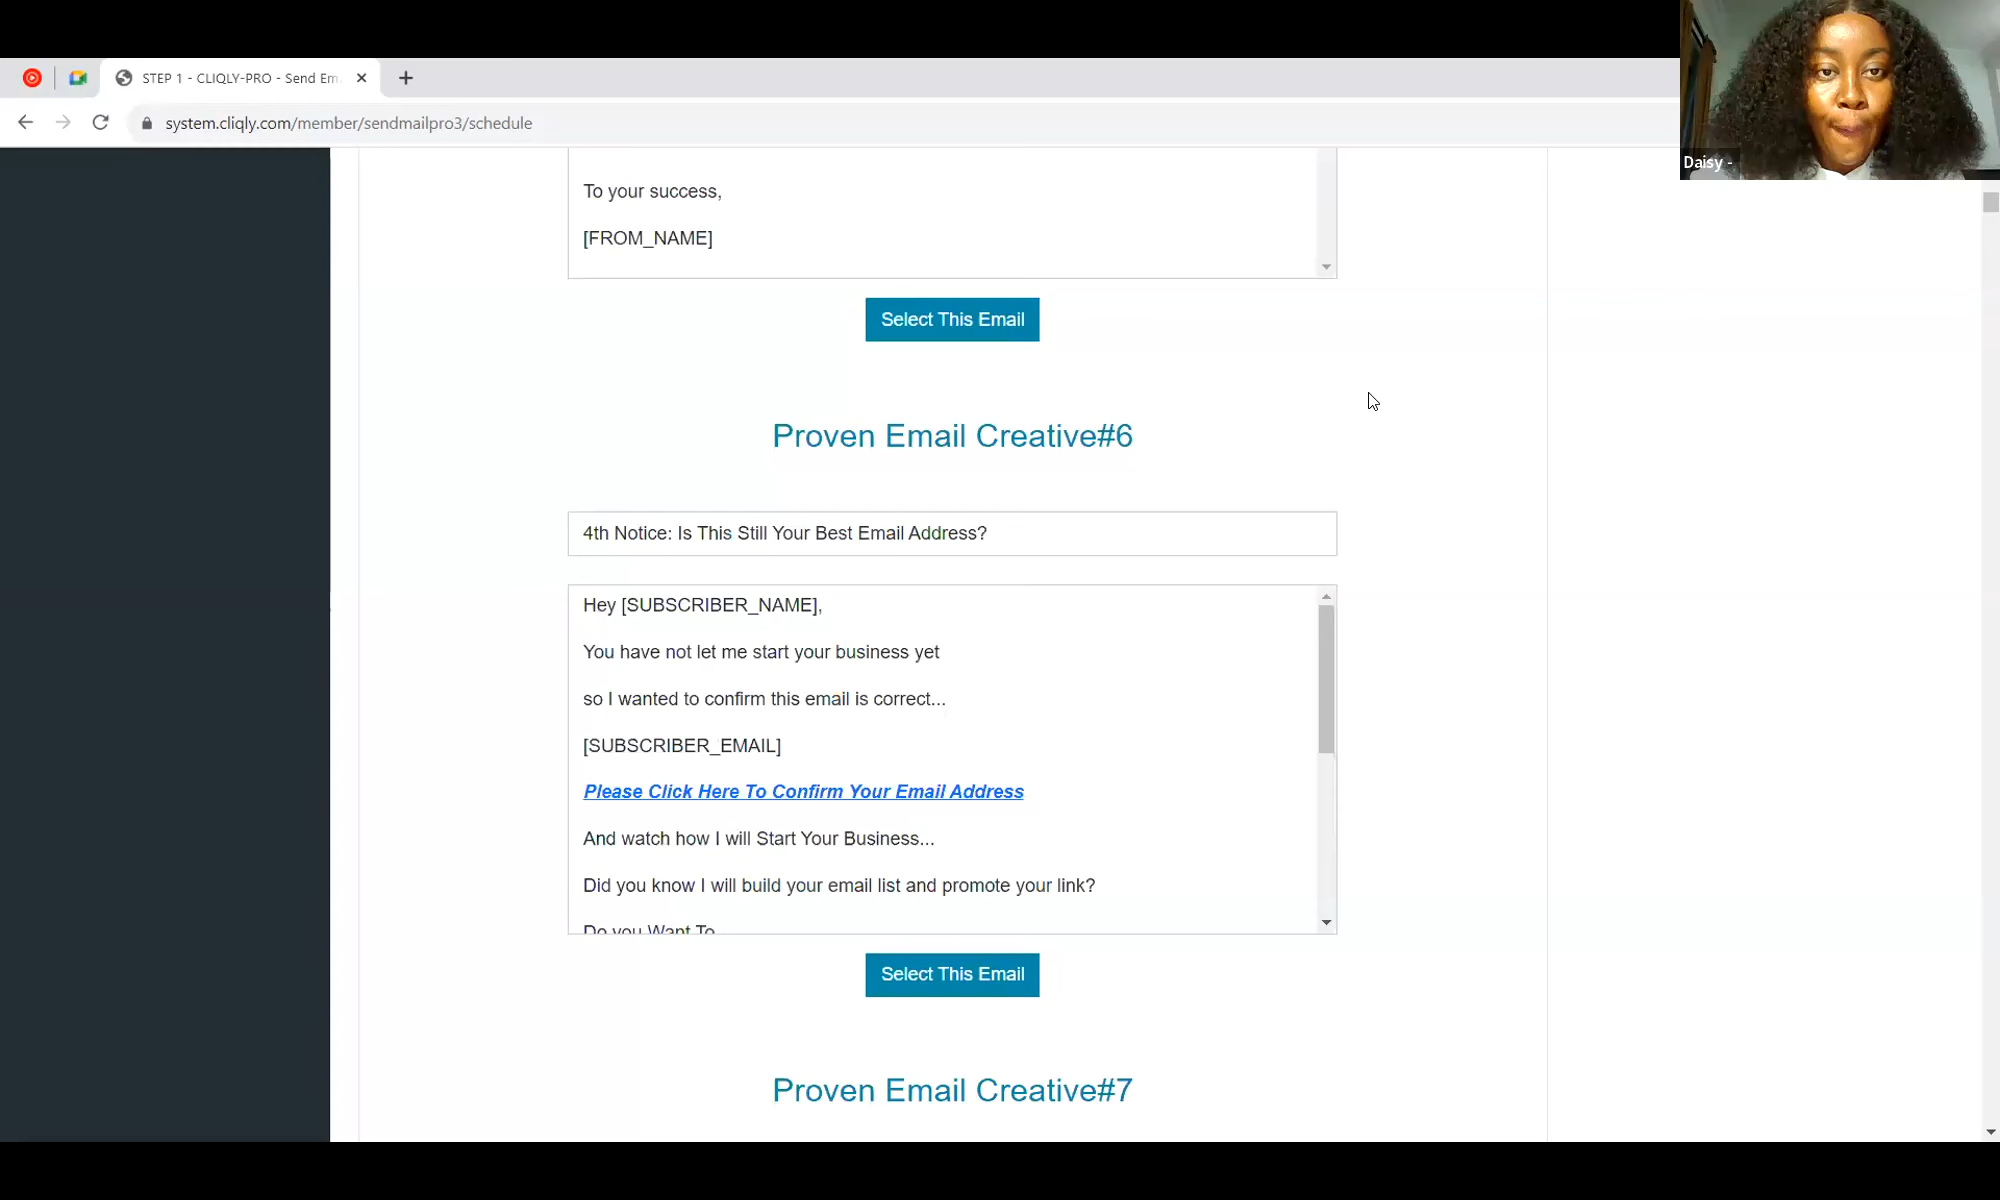 STEP 1 - CLIQLY-PRO - Send Em
system.cliqly.com/member/sendmailpro3/schedule
Daisy -
To your success,
[FROM_NAME]
Select This Email
Proven Email Creative#6
4th Notice: Is This Still Your Best Email Address?
Hey [SUBSCRIBER_NAME],
You have not let me start your business yet
so I wanted to confirm this email is correct...
[SUBSCRIBER_EMAIL]
Please Click Here To Confirm Your Email Address
And watch how I will Start Your Business...
Did you know I will build your email list and promote your link?
Do you Want To
Select This Email
Proven Email Creative#7